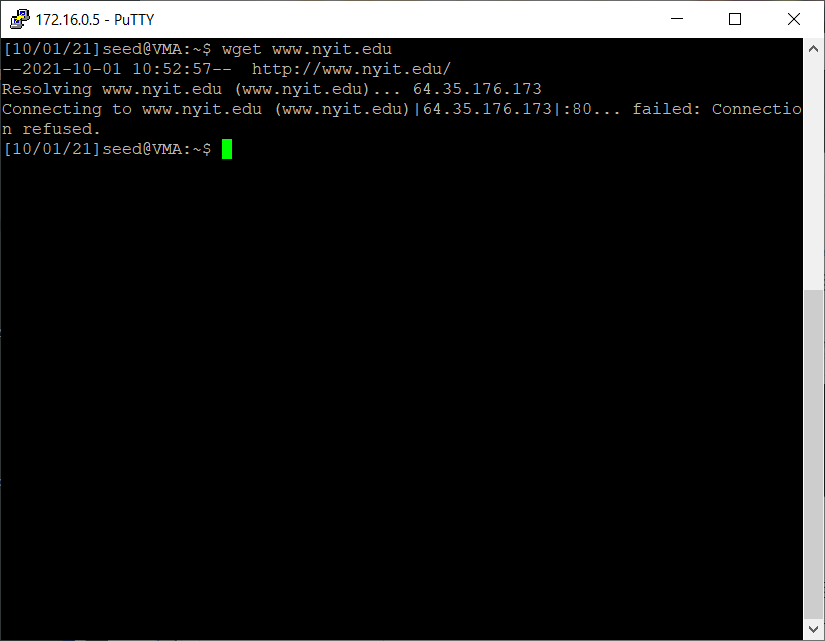 172.16.0.5 - PuTTY
[10/01/21]seed@VMA:~$ wget www.nyit.edu
--2021-10-01 10:52:57--  http://www.nyit.edu/
Resolving www.nyit.edu (www.nyit.edu)... 64.35.176.173
Connecting to www.nyit.edu (www.nyit.edu)|64.35.176.173|:80... failed: Connectio
n refused.
[10/01/21]seed@VMA:~$